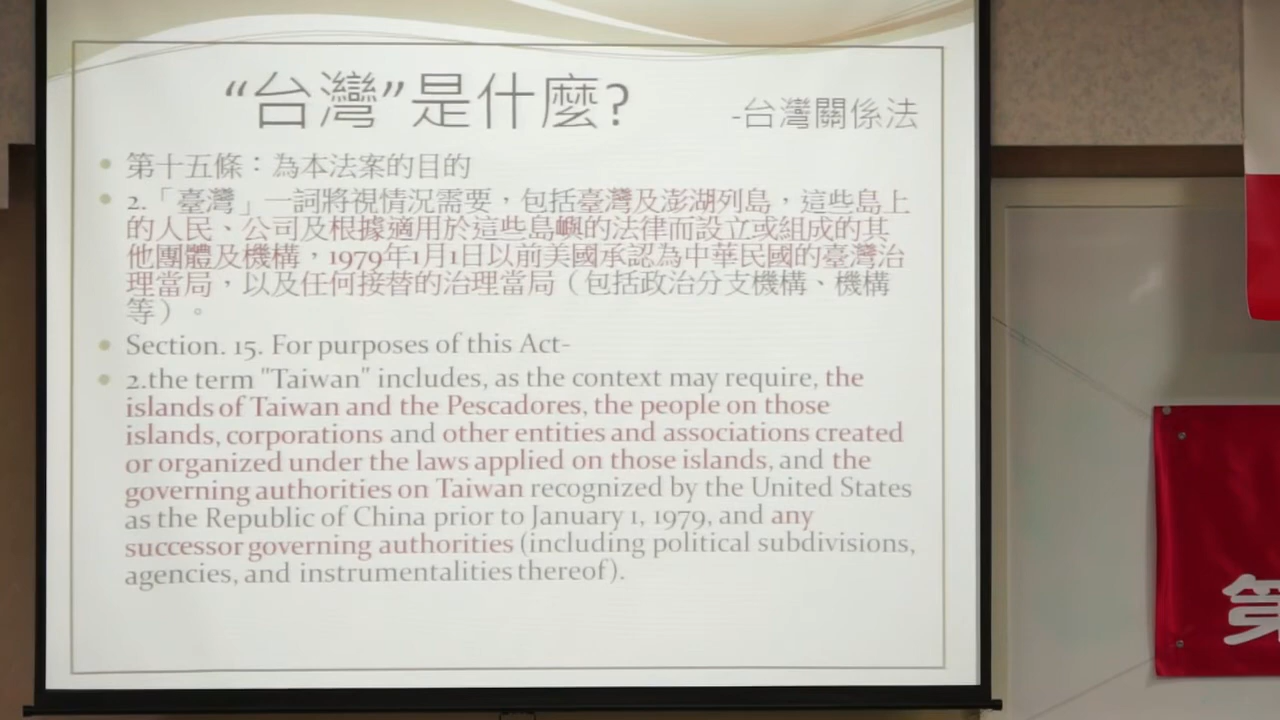 “台灣”是什麼?
-台灣關係法
第十五條：為本法案的目的
2.「臺灣」一詞將視情況需要，包括臺灣及澎湖列島，這些島上
的人民、公司及根據適用於這些島嶼的法律而設立或組成的其
他團體及機構，1979年1月1日以前美國承認為中華民國的臺灣治
理當局，以及任何接替的治理當局（包括政治分支機構、機構
等）。
Section. 15. For purposes of this Act-
2.the term "Taiwan" includes, as the context may require, the
islands of Taiwan and the Pescadores, the people on those
islands, corporations and other entities and associations created
or organized under the laws applied on those islands, and the
governing authorities on Taiwan recognized by the United States
as the Republic of China prior to January 1, 1979, and any
successor governing authorities (including political subdivisions,
agencies, and instrumentalities thereof).
第